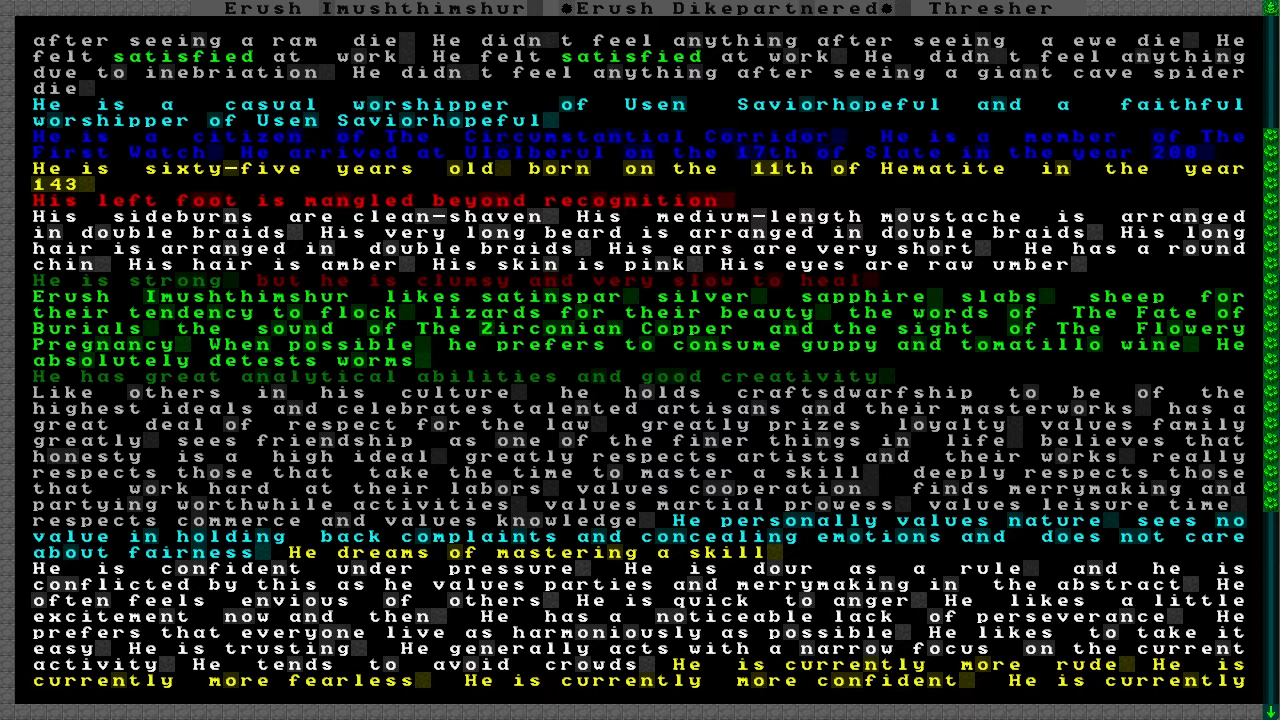 Erush Imushthimshur *Erush Dikepartnered* Thresher
after seeing a ram die He didn t feel anything after seeing a ewe die He
felt satisfied at work He felt satisfied at work He didn t feel anything
due to inebriation He didn t feel anything after seeing a giant cave spider
die
He is a casual worshipper of Usen Saviorhopeful and a faithful
worshipper of Usen Saviorhopeful
He is a citizen of The Circumstantial Corridor He is a member of The
First Watch He arrived at Ulolberul on the 17th of Slate in the year 208
He is sixty-five years old born on the 11th of Hematite in the year
143
His left foot is mangled beyond recognition
His sideburns are clean-shaven His medium-length moustache is arranged
in double braids His very long beard is arranged in double braids His long
hair is arranged in double braids His ears are very short He has a round
chin His hair is amber His skin is pink His eyes are raw umber
He is strong but he is clumsy and very slow to heal
Erush Imushthimshur likes satinspar silver sapphire slabs sheep for
their tendency to flock lizards for their beauty the words of The Fate of
Burials the sound of The Zirconian Copper and the sight of The Flowery
Pregnancy When possible he prefers to consume guppy and tomatillo wine He
absolutely detests worms
He has great analytical abilities and good creativity
Like others in his culture he holds craftsdwarfship to be of the
highest ideals and celebrates talented artisans and their masterworks has a
great deal of respect for the law greatly prizes loyalty values family
greatly sees friendship as one of the finer things in life believes that
honesty is a high ideal greatly respects artists and their works really
respects those that take the time to master a skill deeply respects those
that work hard at their labors values cooperation finds merrymaking and
partying worthwhile activities values martial prowess values leisure time
respects commerce and values knowledge He personally values nature sees no
value in holding back complaints and concealing emotions and does not care
about fairness He dreams of mastering a skill
He is confident under pressure He is dour as a rule and he is
conflicted by this as he values parties and merrymaking in the abstract He
often feels envious of others He is quick to anger He likes a little
excitement now and then He has a noticeable lack of perseverance He
prefers that everyone live as harmoniously as possible He likes to take it
easy He is trusting He generally acts with a narrow focus on the current
activity He tends to avoid crowds He is currently more rude He is
currently more fearless He is currently more confident He is currently